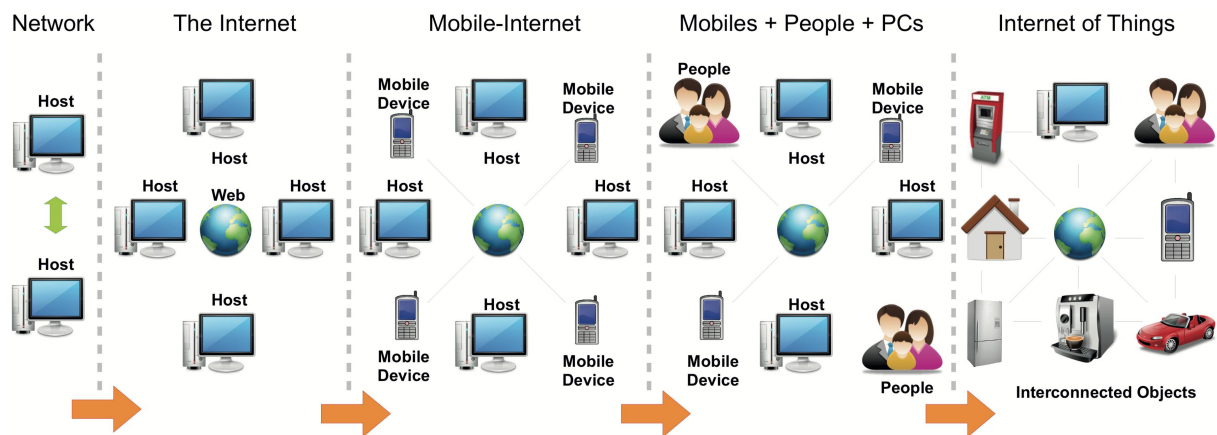 Network
The Internet
Mobile-Internet
Mobiles + People + PCs
Internet of Things
Host
Host
Host
Host
Web
Host
Host
Mobile
Device
Mobile
Device
Host
Host
Host
Host
Mobile
Device
Mobile
Device
People
Mobile
Device
Host
Host
Host
Host
Mobile
Device
People
ATM
Interconnected Objects